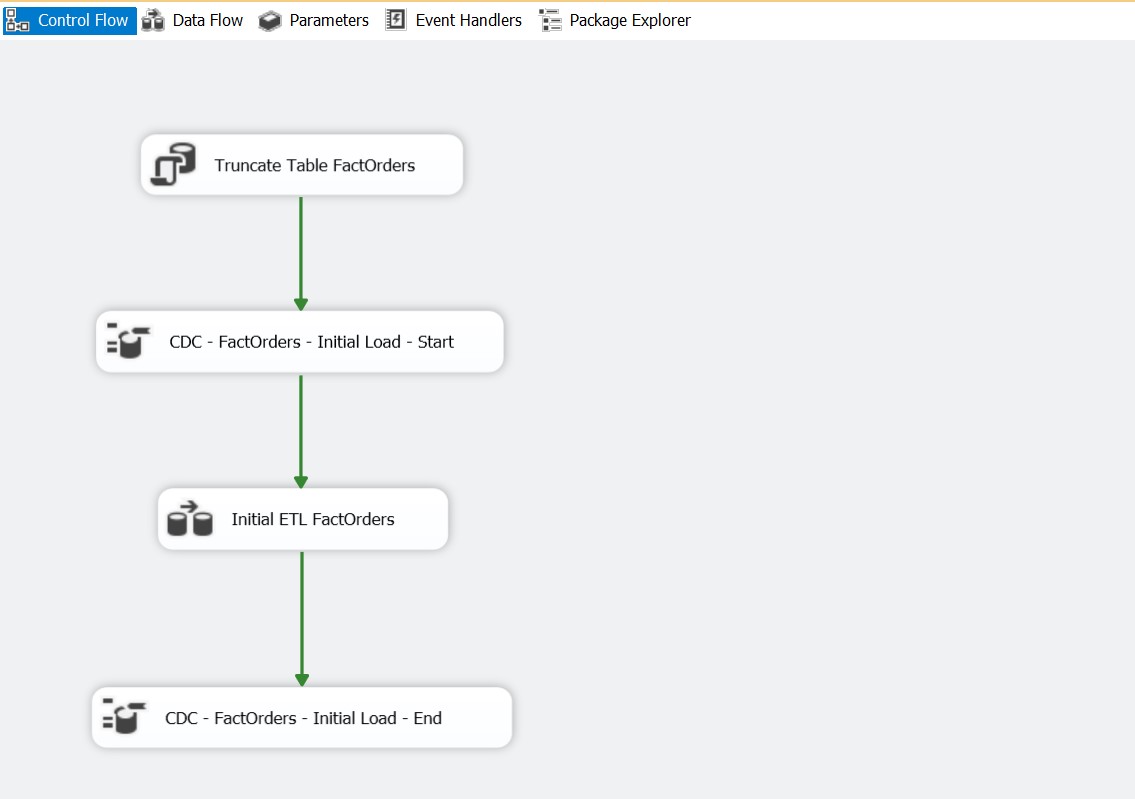 Control Flow Data Flow Parameters Event Handlers Package Explorer
Truncate Table FactOrders
CDC - FactOrders - Initial Load - Start
Initial ETL FactOrders
CDC - FactOrders - Initial Load - End